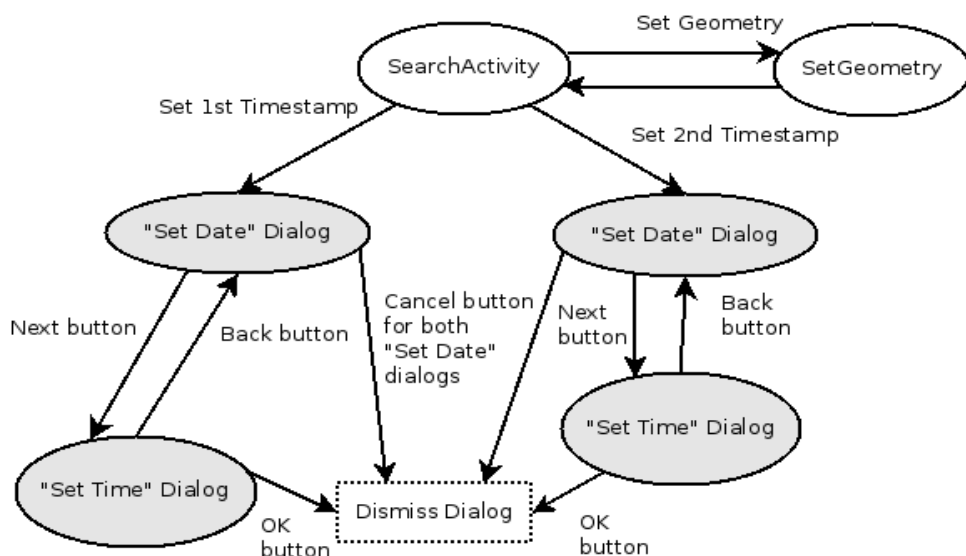 Set Geometry
SearchActivity
SetGeometry
Set 1st Timestamp
Set 2nd Timestamp
"Set Date" Dialog
"Set Date" Dialog
Next button
Back button
Cancel button
for both
"Set Date"
dialogs
Next
button
Back
button
"Set Time" Dialog
"Set Time" Dialog
OK
button
Dismiss Dialog
OK
button